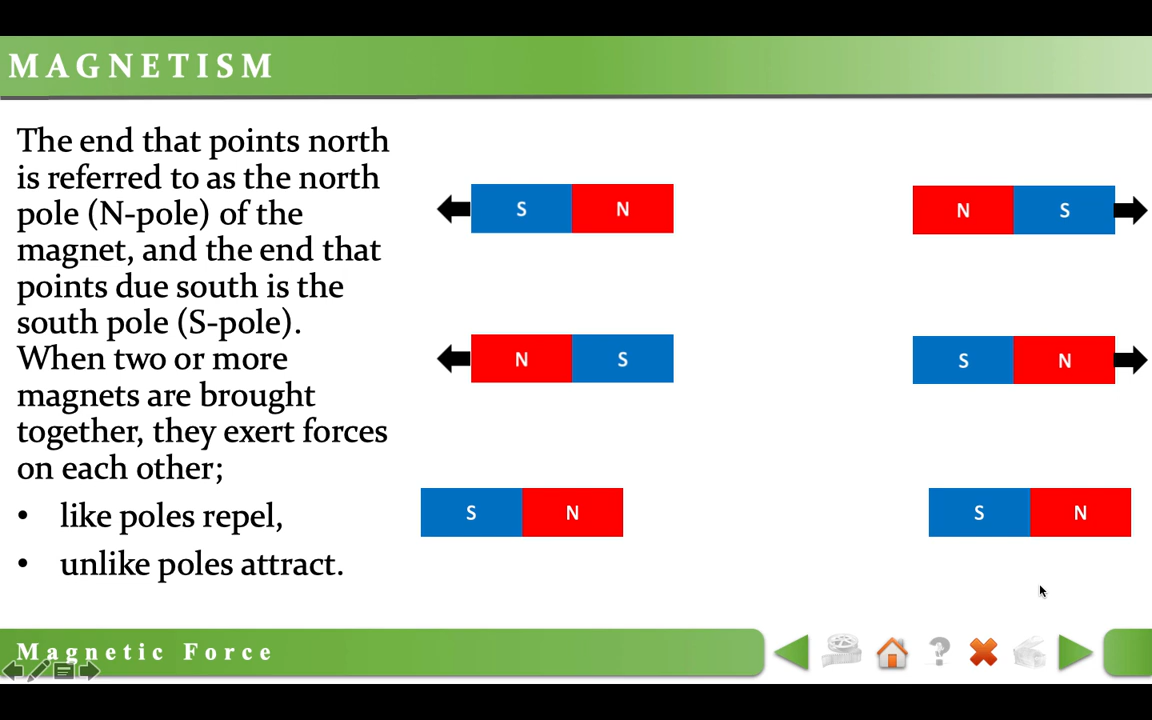 MAGNETISM
The end that points north
is referred to as the north
pole (N-pole) of the
magnet, and the end that
points due south is the
south pole (S-pole).
When two or more
magnets are brought
together, they exert forces
on each other;
• like poles repel,
• unlike poles attract.
S N N S
N S S N
S N S N
Magnetic Force